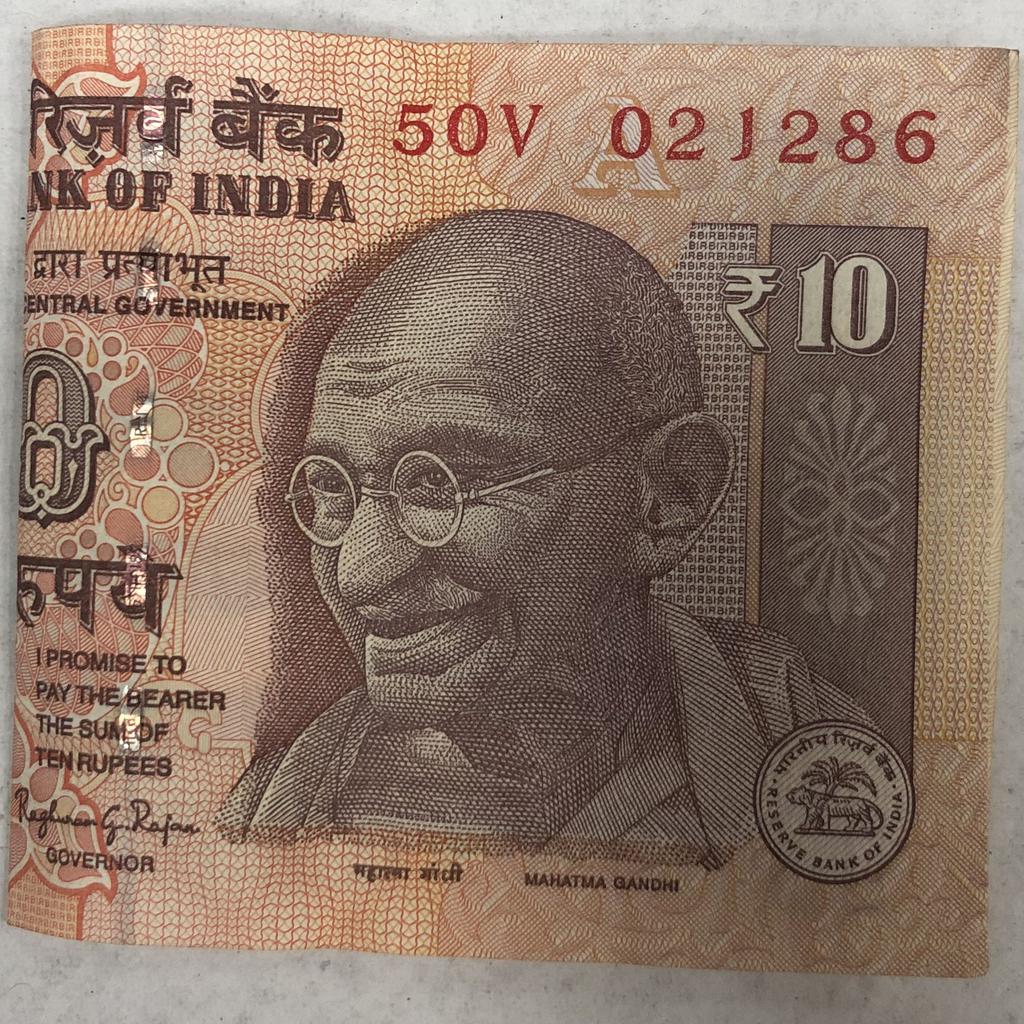 रिज़र्व बैंक
NK OF INDIA
50V 021286
A
द्वारा प्रत्याभूत
ENTRAL GOVERNMENT
₹ 10
0
रुपये
I PROMISE TO
PAY THE BEARER
THE SUM OF
TEN RUPEES
Raghuram G. Rajan
GOVERNOR
महात्मा गांधी
MAHATMA GANDHI
भारतीय रिज़र्व बैंक
RESERVE BANK OF INDIA